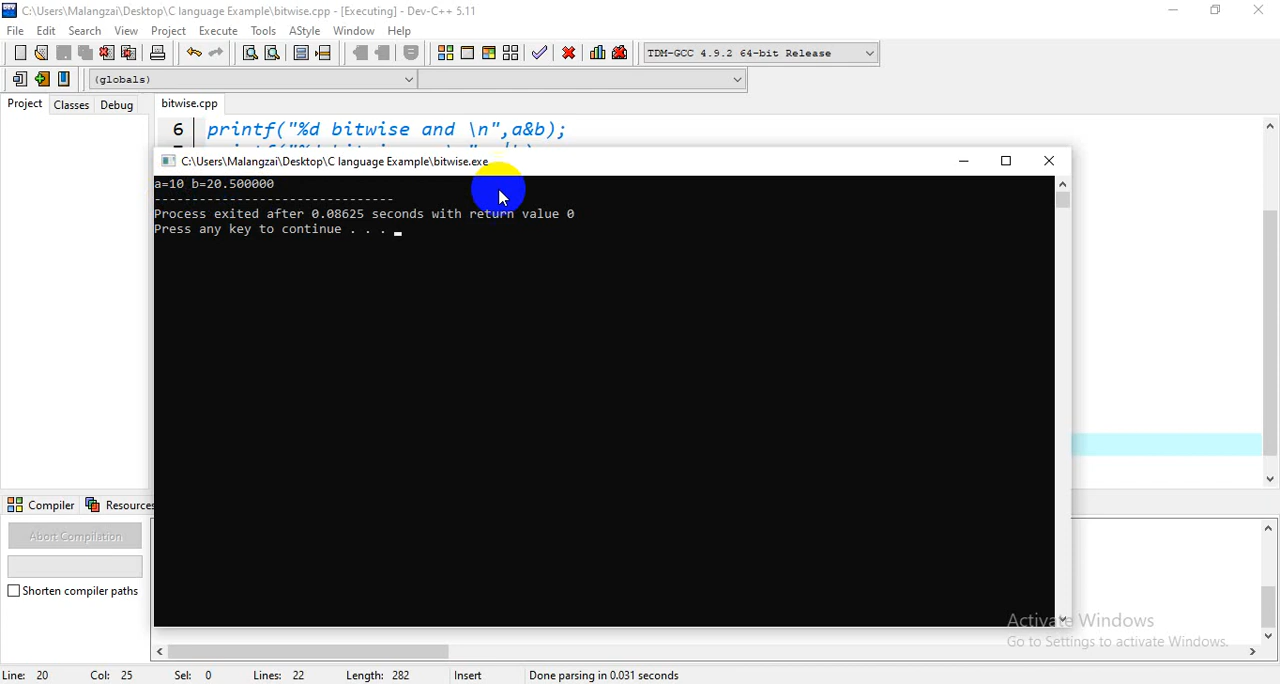 C:\Users\Malangzai\Desktop\C language Example\bitwise.cpp - [Executing] - Dev-C++ 5.11
File Edit Search View Project Execute Tools AStyle Window Help
TDM-GCC 4.9.2 64-bit Release
(globals)
Project Classes Debug bitwise.cpp
6 printf("%d bitwise and \n",a&b);
C:\Users\Malangzai\Desktop\C language Example\bitwise.exe
a=10 b=20.500000
--------------------------------
Process exited after 0.08625 seconds with return value 0
Press any key to continue . . .
Compiler Resources
Abort Compilation
Shorten compiler paths
Activate Windows
Go to Settings to activate Windows.
Line: 20 Col: 25 Sel: 0 Lines: 22 Length: 282 Insert Done parsing in 0.031 seconds